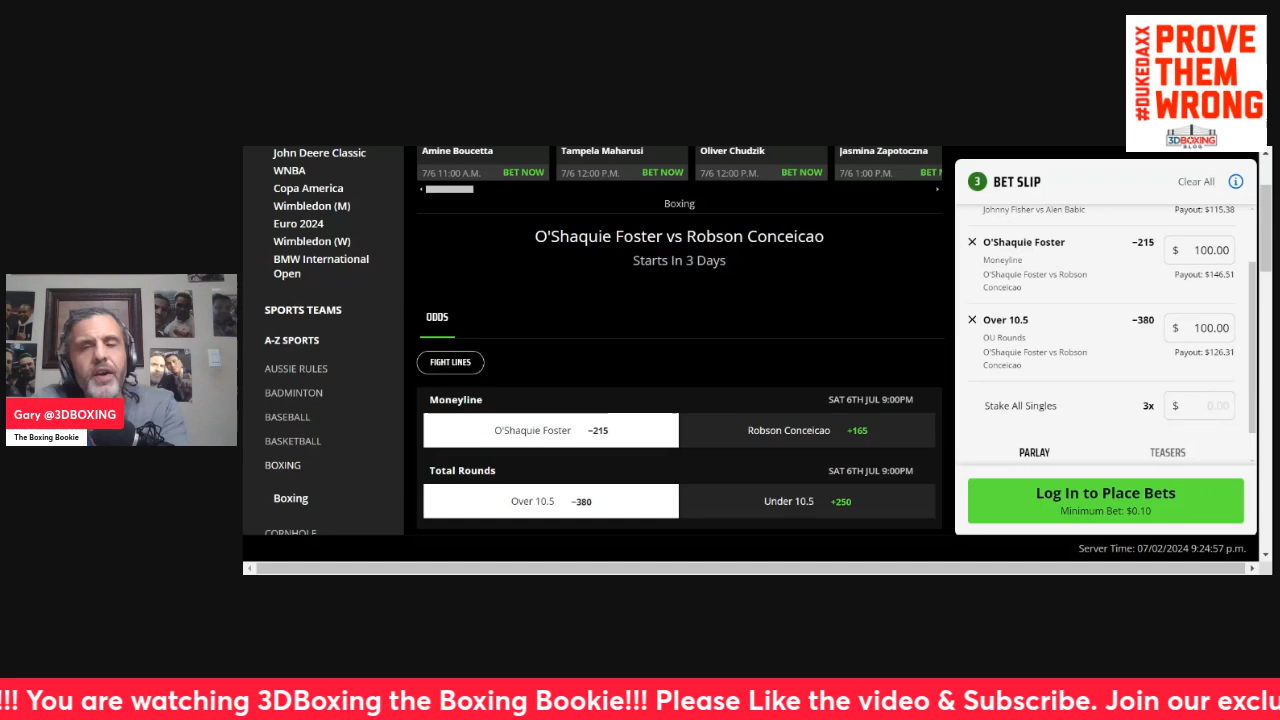 #DUKEDAXX
PROVE
THEM
WRONG
3DBOXING
BLOG
John Deere Classic
WNBA
Copa America
Wimbledon (M)
Euro 2024
Wimbledon (W)
BMW International
Open
SPORTS TEAMS
A-Z SPORTS
AUSSIE RULES
BADMINTON
BASEBALL
BASKETBALL
BOXING
Boxing
CORNHOLE
Amine Boucetta
7/6 11:00 A.M. BET NOW
Tampela Maharusi
7/6 12:00 P.M. BET NOW
Oliver Chudzik
7/6 12:00 P.M. BET NOW
Jasmina Zapotoczna
7/6 1:00 P.M. BET N
Boxing
O'Shaquie Foster vs Robson Conceicao
Starts In 3 Days
ODDS
FIGHT LINES
Moneyline SAT 6TH JUL 9:00PM
O'Shaquie Foster −215 Robson Conceicao +165
Total Rounds SAT 6TH JUL 9:00PM
Over 10.5 −380 Under 10.5 +250
3 BET SLIP Clear All
Johnny Fisher vs Alen Babic Payout: $115.38
O'Shaquie Foster −215 $ 100.00
Moneyline
O'Shaquie Foster vs Robson Payout: $146.51
Conceicao
Over 10.5 −380 $ 100.00
OU Rounds
O'Shaquie Foster vs Robson Payout: $126.31
Conceicao
Stake All Singles 3x $ 0.00
PARLAY TEASERS
Log In to Place Bets
Minimum Bet: $0.10
Server Time: 07/02/2024 9:24:57 p.m.
Gary @3DBOXING
The Boxing Bookie
!!! You are watching 3DBoxing the Boxing Bookie!!! Please Like the video & Subscribe. Join our exclu